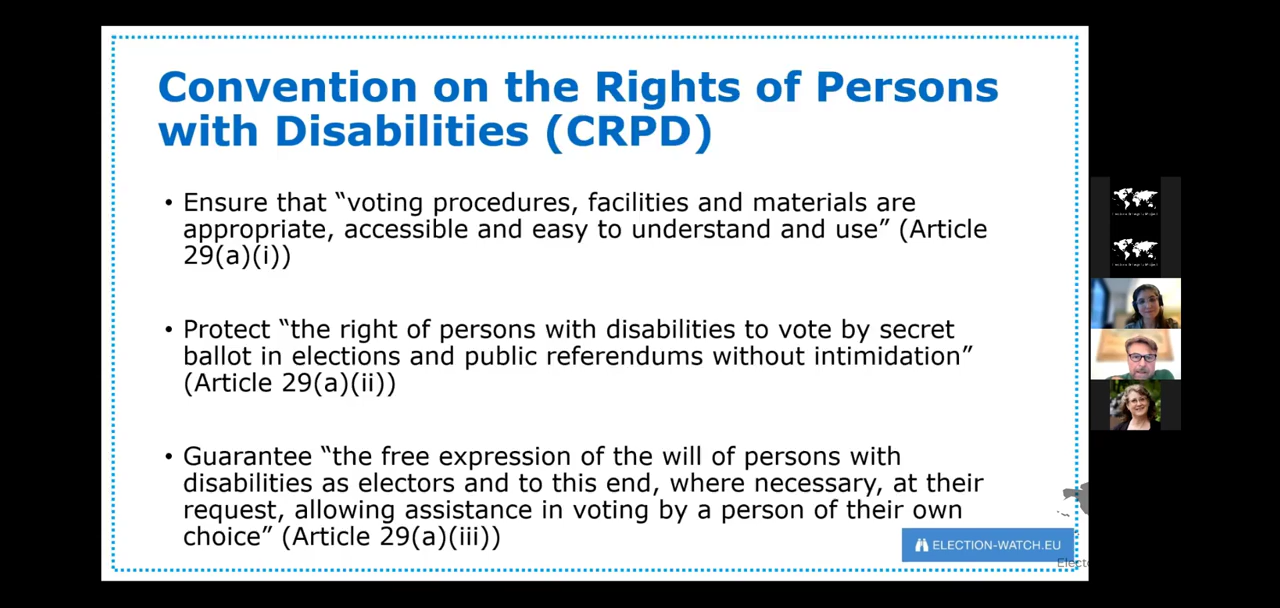 Convention on the Rights of Persons
with Disabilities (CRPD)
• Ensure that “voting procedures, facilities and materials are
appropriate, accessible and easy to understand and use” (Article
29(a)(i))
• Protect “the right of persons with disabilities to vote by secret
ballot in elections and public referendums without intimidation”
(Article 29(a)(ii))
• Guarantee “the free expression of the will of persons with
disabilities as electors and to this end, where necessary, at their
request, allowing assistance in voting by a person of their own
choice” (Article 29(a)(iii))
ELECTION-WATCH.EU